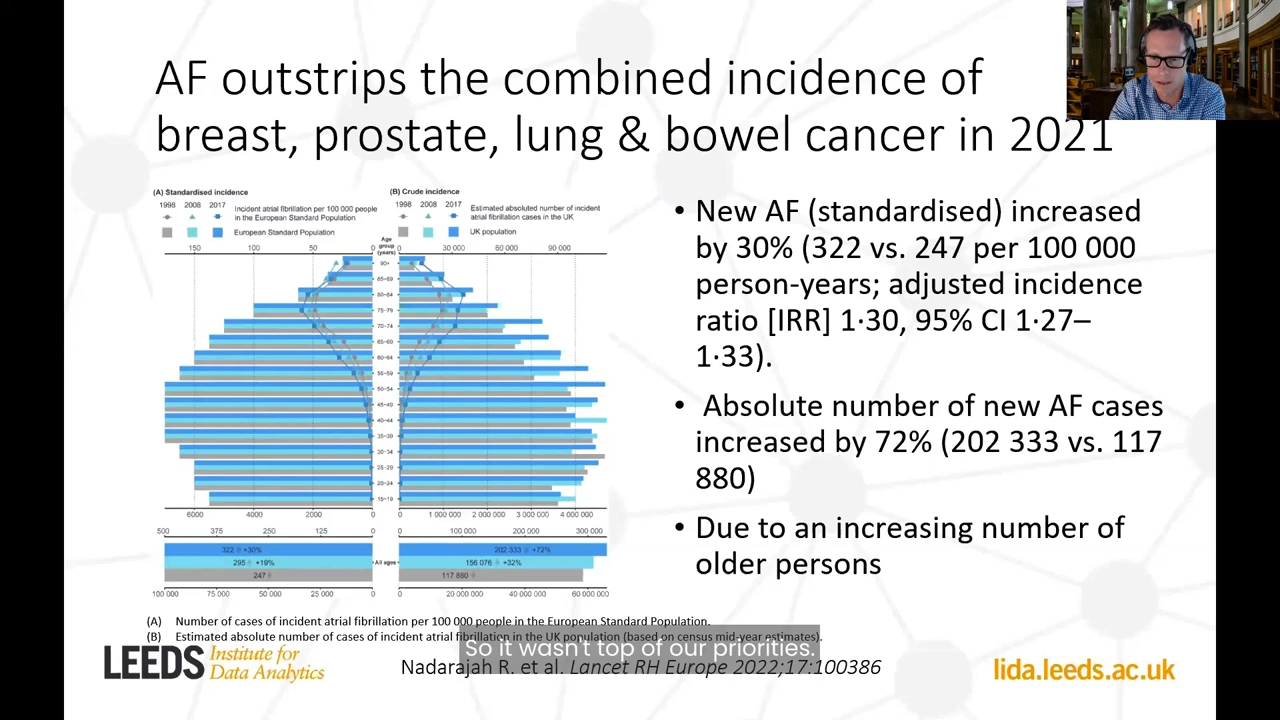 AF outstrips the combined incidence of
breast, prostate, lung & bowel cancer in 2021
(A) Standardised incidence
1998 2008 2017
Incident atrial fibrillation per 100 000 people
in the European Standard Population
European Standard Population
(B) Crude incidence
1998 2008 2017
Estimated absoluted number of incident
atrial fibrillation cases in the UK
UK population
Age
group
(years)
150 100 50 0
0 30 000 60 000 90 000
90+
85-89
80-84
75-79
70-74
65-69
60-64
55-59
50-54
45-49
40-44
35-39
30-34
25-29
20-24
15-19
6000 4000 2000 0
0 1 000 000 2 000 000 3 000 000 4 000 000
500 375 250 125 0
0 100 000 200 000 300 000
322 +30%
295 +19%
247
All ages
202 333 +72%
156 076 +32%
117 880
100 000 75 000 50 000 25 000 0
0 20 000 000 40 000 000 60 000 000
• New AF (standardised) increased
by 30% (322 vs. 247 per 100 000
person-years; adjusted incidence
ratio [IRR] 1·30, 95% CI 1·27–
1·33).
• Absolute number of new AF cases
increased by 72% (202 333 vs. 117
880)
• Due to an increasing number of
older persons
(A) Number of cases of incident atrial fibrillation per 100 000 people in the European Standard Population.
(B) Estimated absolute number of cases of incident atrial fibrillation in the UK population (based on census mid-year estimates).
So it wasn't top of our priorities.
LEEDS Institute for
Data Analytics
Nadarajah R. et al. Lancet RH Europe 2022;17:100386
lida.leeds.ac.uk